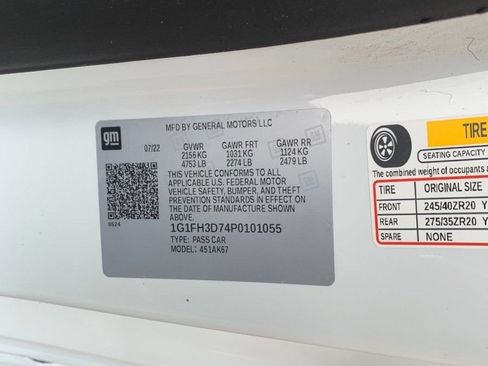 gm
MFD BY GENERAL MOTORS LLC
07/22
GVWR GAWR FRT GAWR RR
2156 KG 1031 KG 1124 KG
4753 LB 2274 LB 2479 LB
THIS VEHICLE CONFORMS TO ALL
APPLICABLE U.S. FEDERAL MOTOR
VEHICLE SAFETY, BUMPER, AND THEFT
PREVENTION STANDARDS IN EFFECT ON
THE DATE OF MANUFACTURE SHOWN ABOVE.
1G1FH3D74P0101055
TYPE: PASS CAR
MODEL: 451AK67
TIRE
SEATING CAPACITY
The combined weight of occupants a
TIRE ORIGINAL SIZE
FRONT 245/40ZR20 Y
REAR 275/35ZR20 Y
SPARE NONE